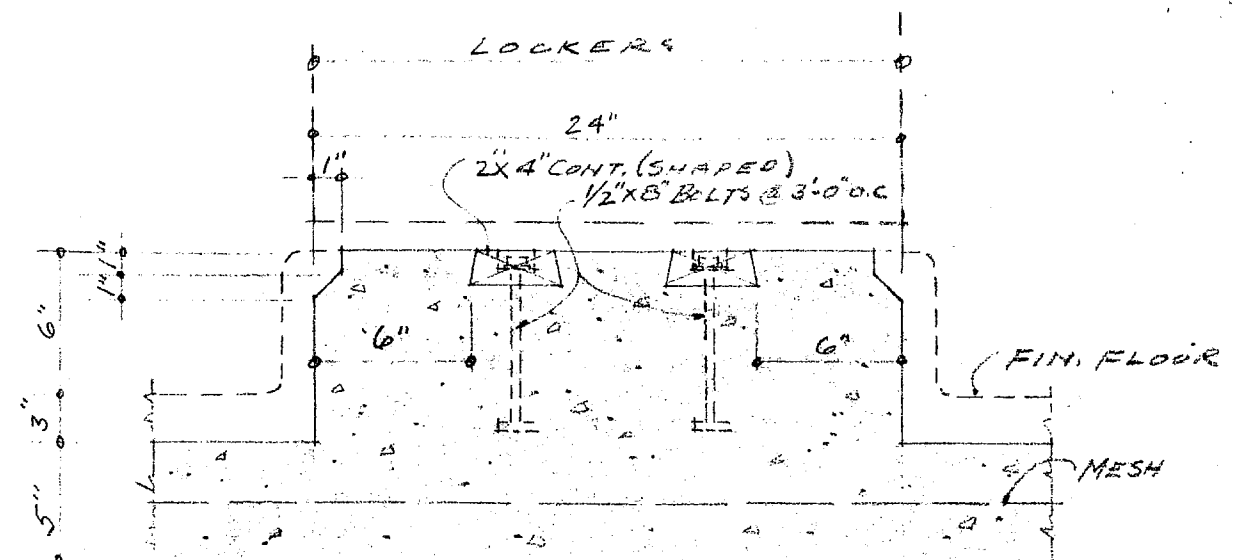 LOCKERS
24"
1"
2"X4" CONT. (SHAPED)
1/2"X8" BOLTS @ 3'-0" O.C
1"
1"
6"
6"
6"
FIN. FLOOR
3"
MESH
5"